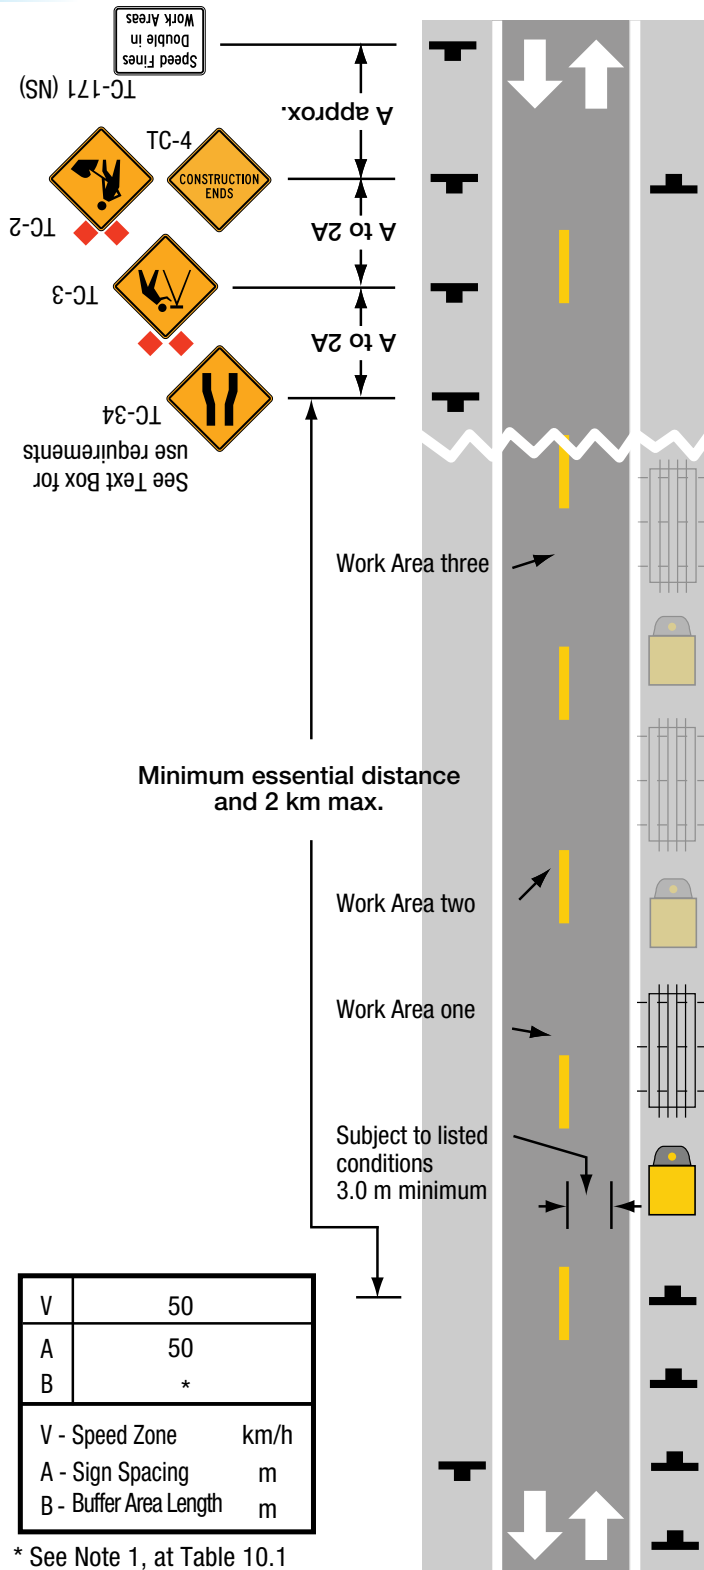 Speed Fines
Double in
Work Areas
TC-171 (NS)
A approx.
TC-4
CONSTRUCTION
ENDS
TC-2
A to 2A
TC-3
A to 2A
TC-34
See Text Box for
use requirements
Work Area three
Minimum essential distance
and 2 km max.
Work Area two
Work Area one
Subject to listed
conditions
3.0 m minimum
V 50
A 50
B *
V - Speed Zone km/h
A - Sign Spacing m
B - Buffer Area Length m
* See Note 1, at Table 10.1